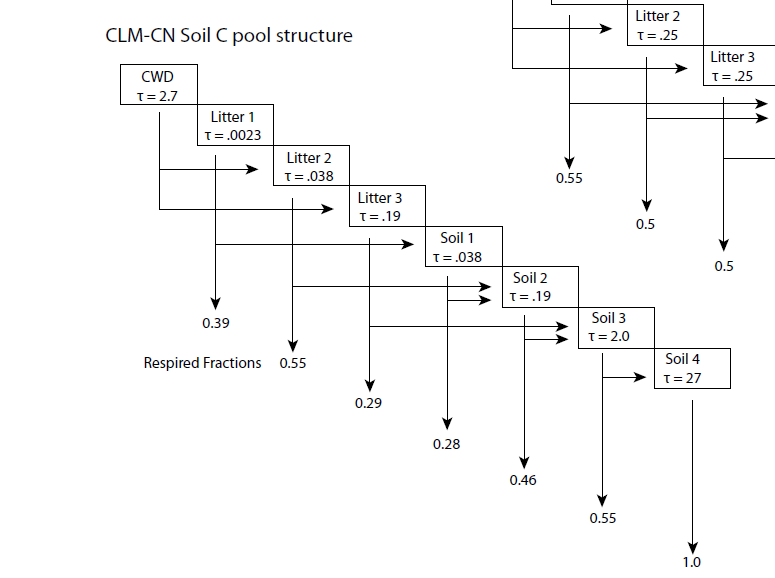 CLM-CN Soil C pool structure
CWD
τ = 2.7
Litter 1
τ = .0023
Litter 2
τ = .038
Litter 3
τ = .19
Soil 1
τ = .038
Soil 2
τ = .19
Soil 3
τ = 2.0
Soil 4
τ = 27
0.39
Respired Fractions 0.55
0.29
0.28
0.46
0.55
1.0
Litter 2
τ = .25
Litter 3
τ = .25
0.55
0.5
0.5